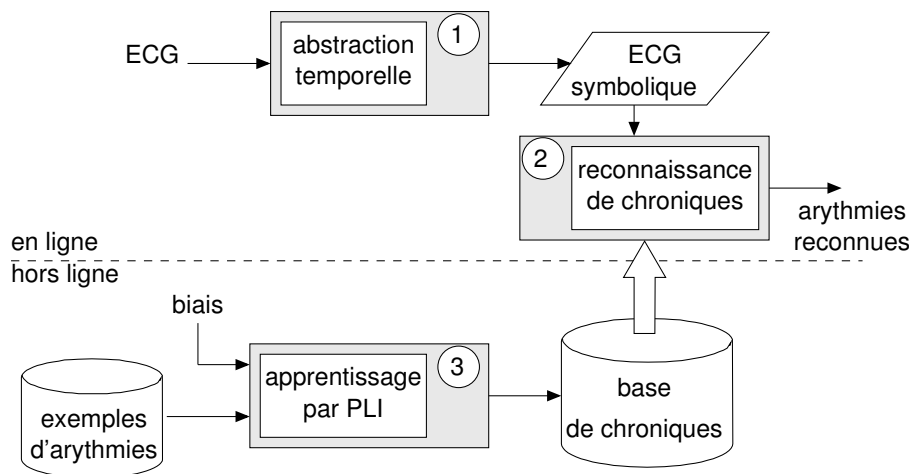 ECG
abstraction
temporelle
1
ECG
symbolique
2
reconnaissance
de chroniques
arythmies
reconnues
en ligne
hors ligne
biais
exemples
d'arythmies
apprentissage
par PLI
3
base
de chroniques